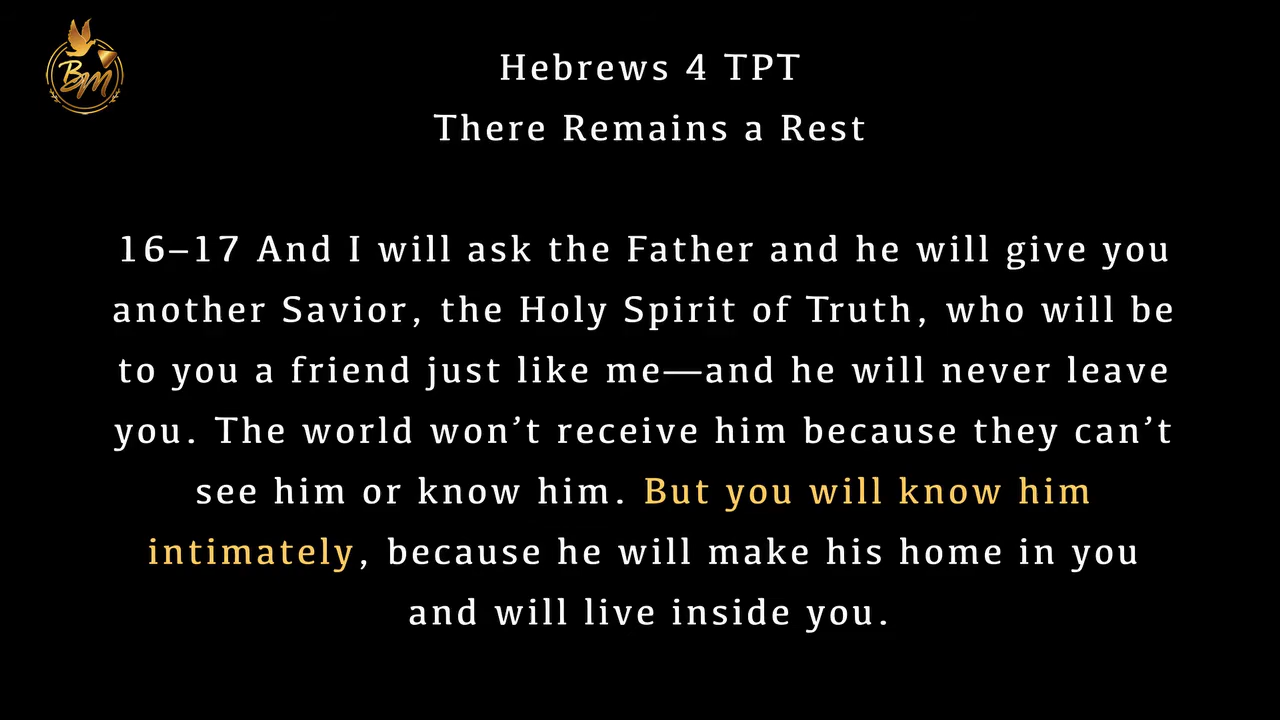 BM
Hebrews 4 TPT
There Remains a Rest
16–17 And I will ask the Father and he will give you
another Savior, the Holy Spirit of Truth, who will be
to you a friend just like me—and he will never leave
you. The world won’t receive him because they can’t
see him or know him. But you will know him
intimately, because he will make his home in you
and will live inside you.